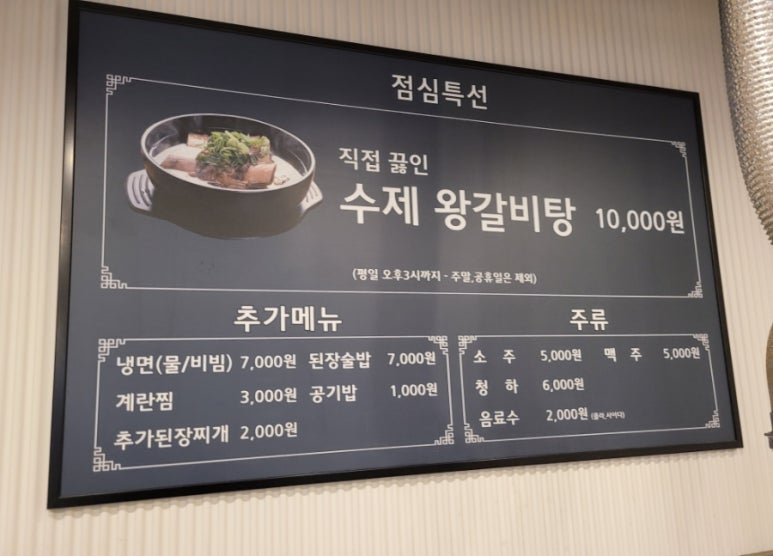 점심특선
직접 끓인
수제 왕갈비탕 10,000원
(평일 오후3시까지 - 주말,공휴일은 제외)
추가메뉴
냉면(물/비빔) 7,000원 된장술밥 7,000원
계란찜 3,000원 공기밥 1,000원
추가된장찌개 2,000원
주류
소 주 5,000원 맥 주 5,000원
청 하 6,000원
음료수 2,000원 (콜라,사이다)